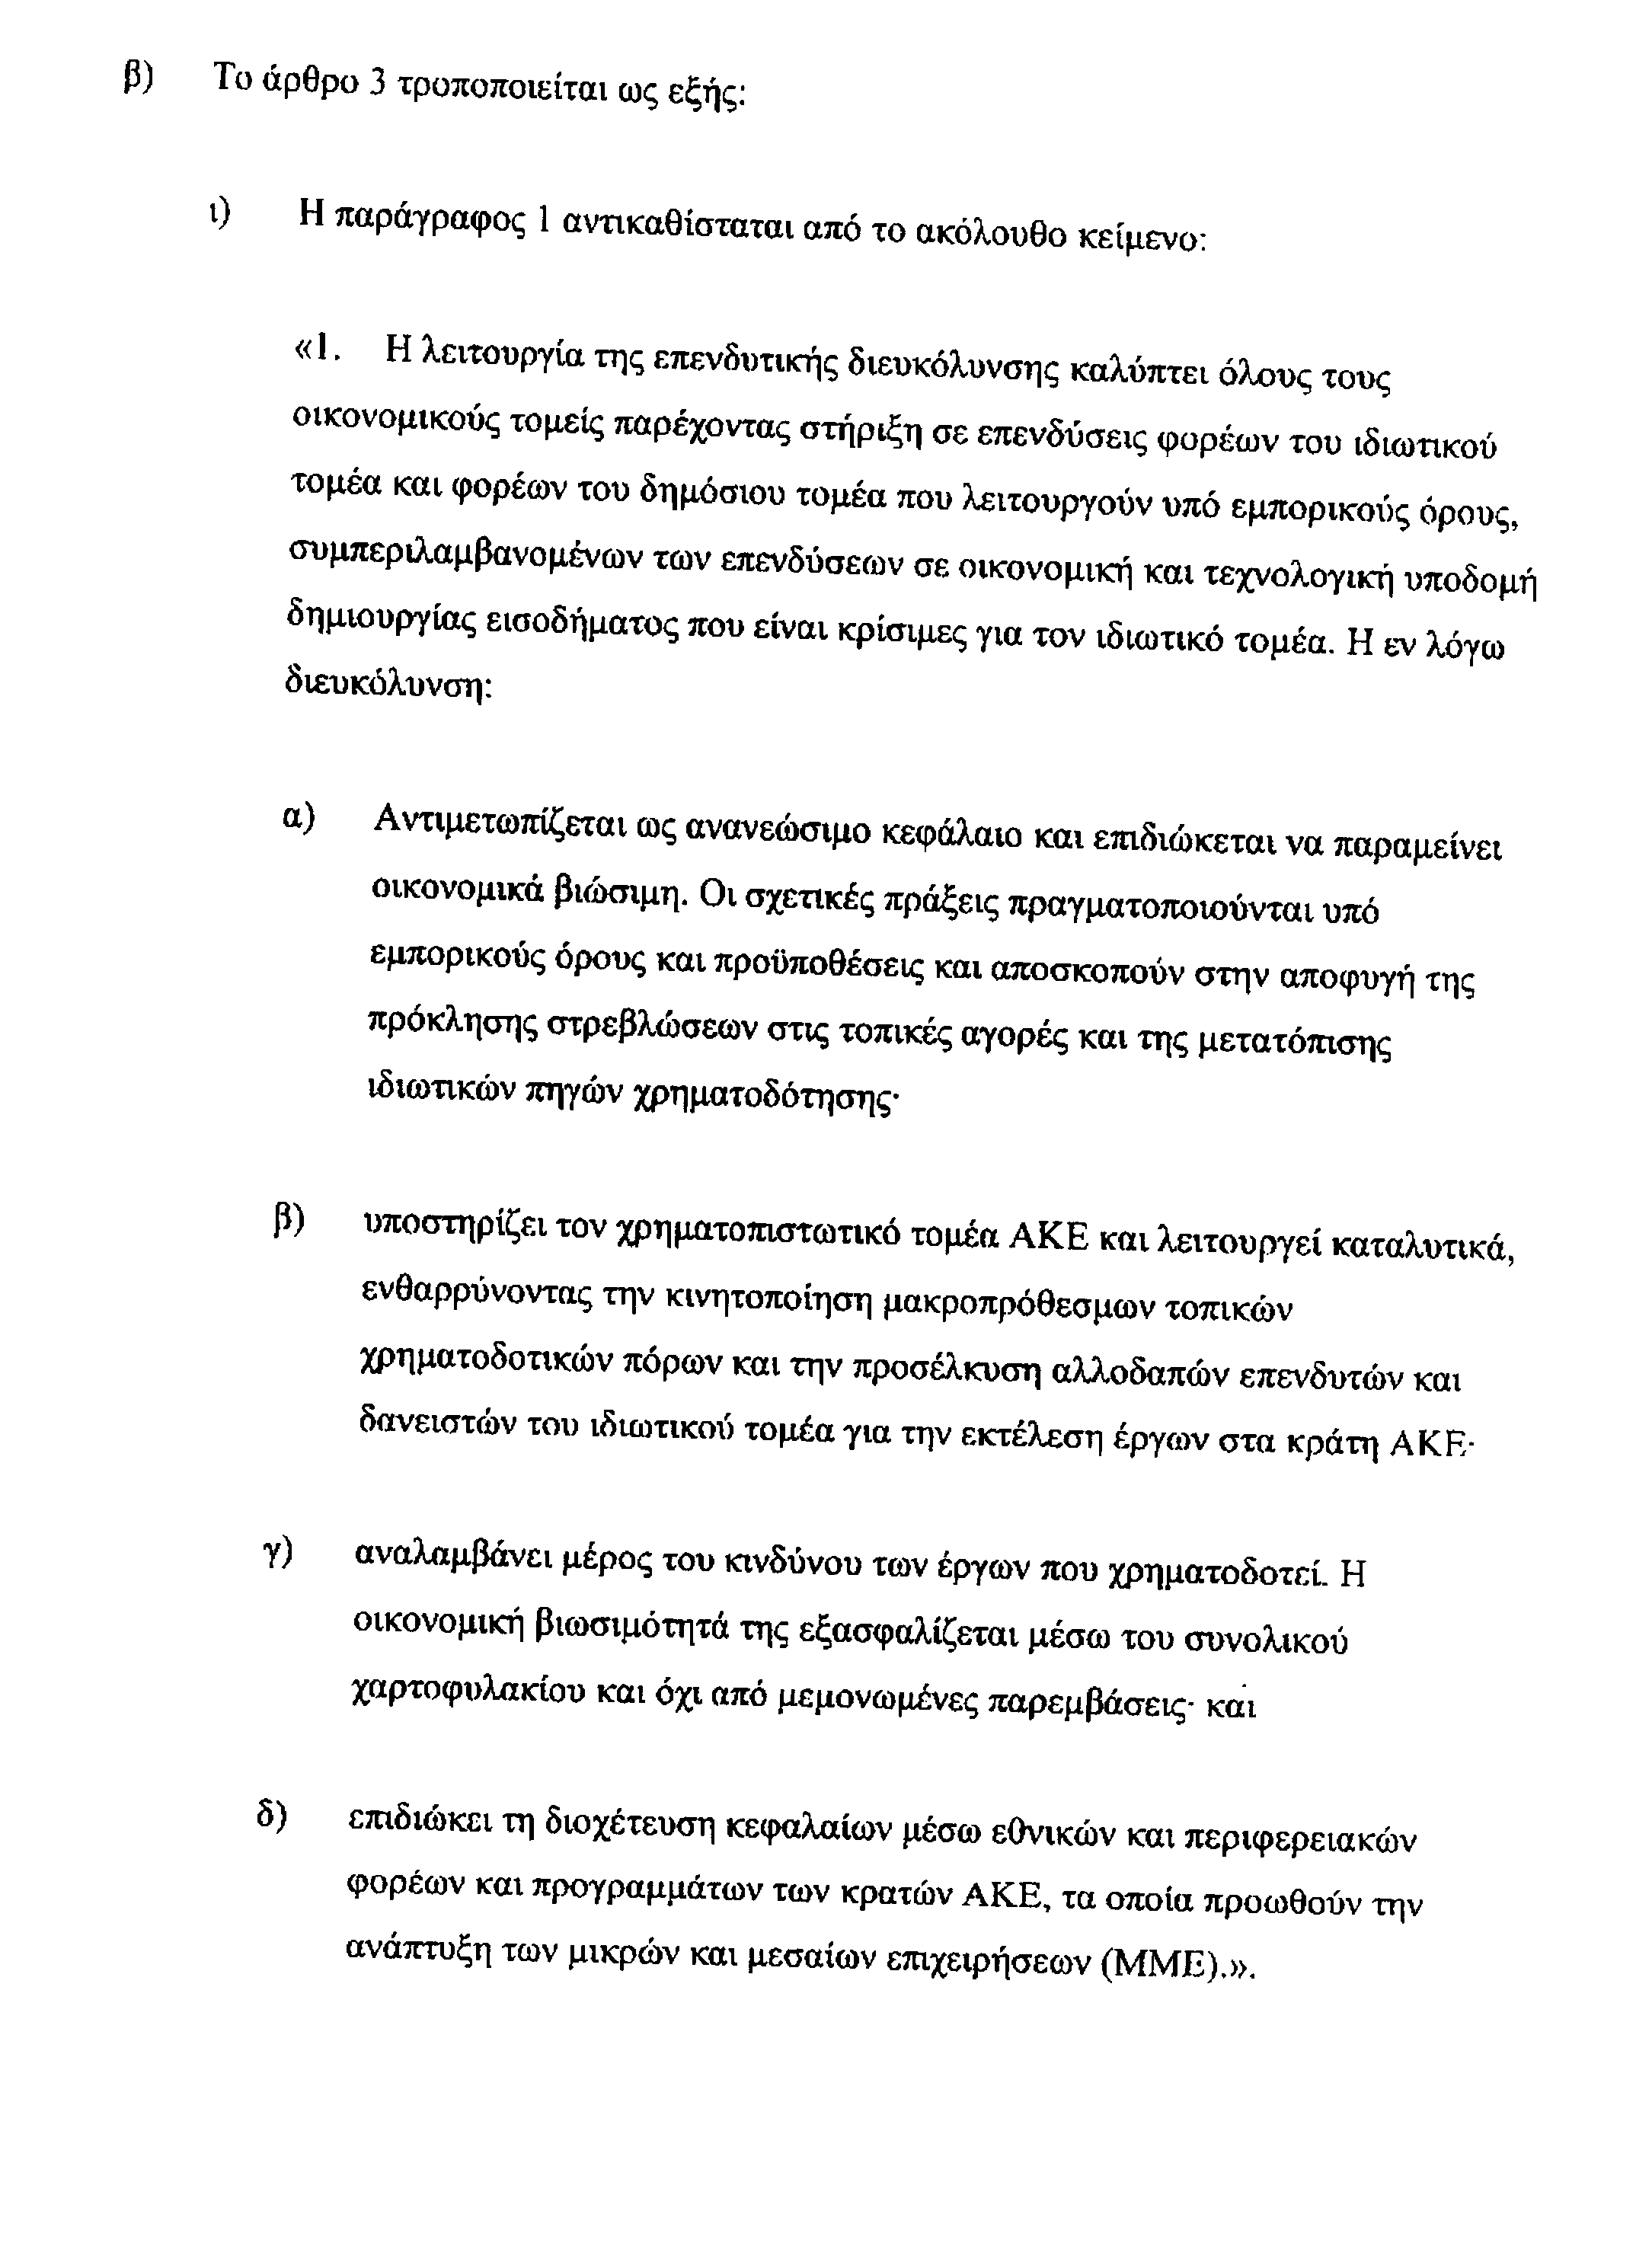 β) Το άρθρο 3 τροποποιείται ως εξής:
ι) Η παράγραφος 1 αντικαθίσταται από το ακόλουθο κείμενο:
«1. Η λειτουργία της επενδυτικής διευκόλυνσης καλύπτει όλους τους
οικονομικούς τομείς παρέχοντας στήριξη σε επενδύσεις φορέων του ιδιωτικού
τομέα και φορέων του δημόσιου τομέα που λειτουργούν υπό εμπορικούς όρους,
συμπεριλαμβανομένων των επενδύσεων σε οικονομική και τεχνολογική υποδομή
δημιουργίας εισοδήματος που είναι κρίσιμες για τον ιδιωτικό τομέα. Η εν λόγω
διευκόλυνση:
α) Αντιμετωπίζεται ως ανανεώσιμο κεφάλαιο και επιδιώκεται να παραμείνει
οικονομικά βιώσιμη. Οι σχετικές πράξεις πραγματοποιούνται υπό
εμπορικούς όρους και προϋποθέσεις και αποσκοπούν στην αποφυγή της
πρόκλησης στρεβλώσεων στις τοπικές αγορές και της μετατόπισης
ιδιωτικών πηγών χρηματοδότησης·
β) υποστηρίζει τον χρηματοπιστωτικό τομέα ΑΚΕ και λειτουργεί καταλυτικά,
ενθαρρύνοντας την κινητοποίηση μακροπρόθεσμων τοπικών
χρηματοδοτικών πόρων και την προσέλκυση αλλοδαπών επενδυτών και
δανειστών του ιδιωτικού τομέα για την εκτέλεση έργων στα κράτη ΑΚΕ·
γ) αναλαμβάνει μέρος του κινδύνου των έργων που χρηματοδοτεί. Η
οικονομική βιωσιμότητά της εξασφαλίζεται μέσω του συνολικού
χαρτοφυλακίου και όχι από μεμονωμένες παρεμβάσεις· και
δ) επιδιώκει τη διοχέτευση κεφαλαίων μέσω εθνικών και περιφερειακών
φορέων και προγραμμάτων των κρατών ΑΚΕ, τα οποία προωθούν την
ανάπτυξη των μικρών και μεσαίων επιχειρήσεων (ΜΜΕ).».